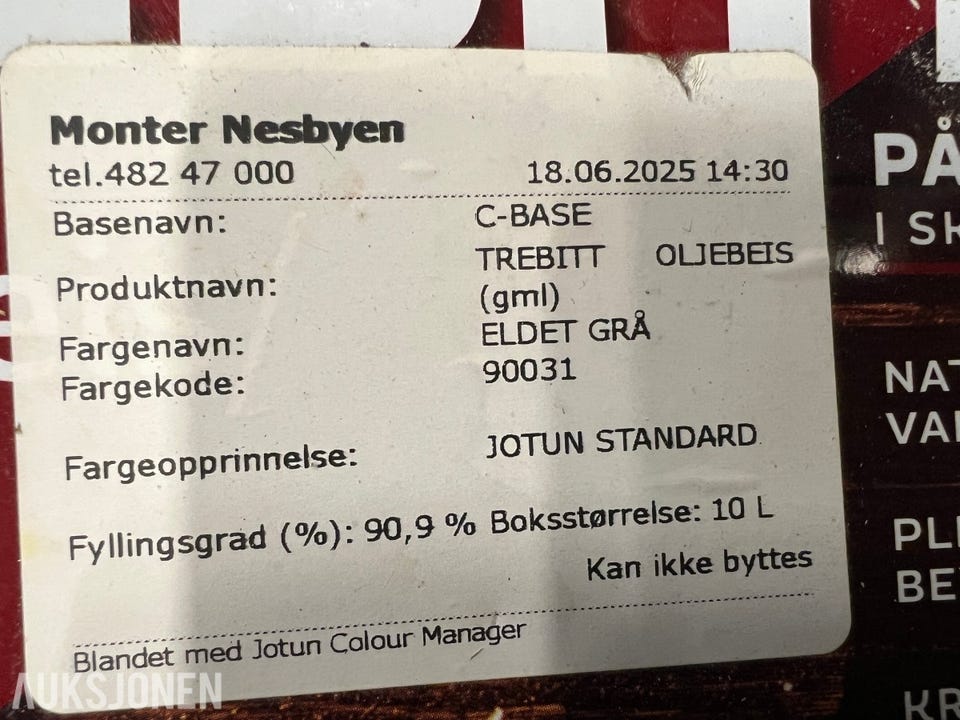 Monter Nesbyen
tel.482 47 000 18.06.2025 14:30
Basenavn: C-BASE
Produktnavn: TREBITT OLJEBEIS
(gml)
Fargenavn: ELDET GRÅ
Fargekode: 90031
Fargeopprinnelse: JOTUN STANDARD
Fyllingsgrad (%): 90,9 % Boksstørrelse: 10 L
Kan ikke byttes
Blandet med Jotun Colour Manager
AUKSJONEN
PÅ
I SK
NAT
VAI
PLI
BE
KR